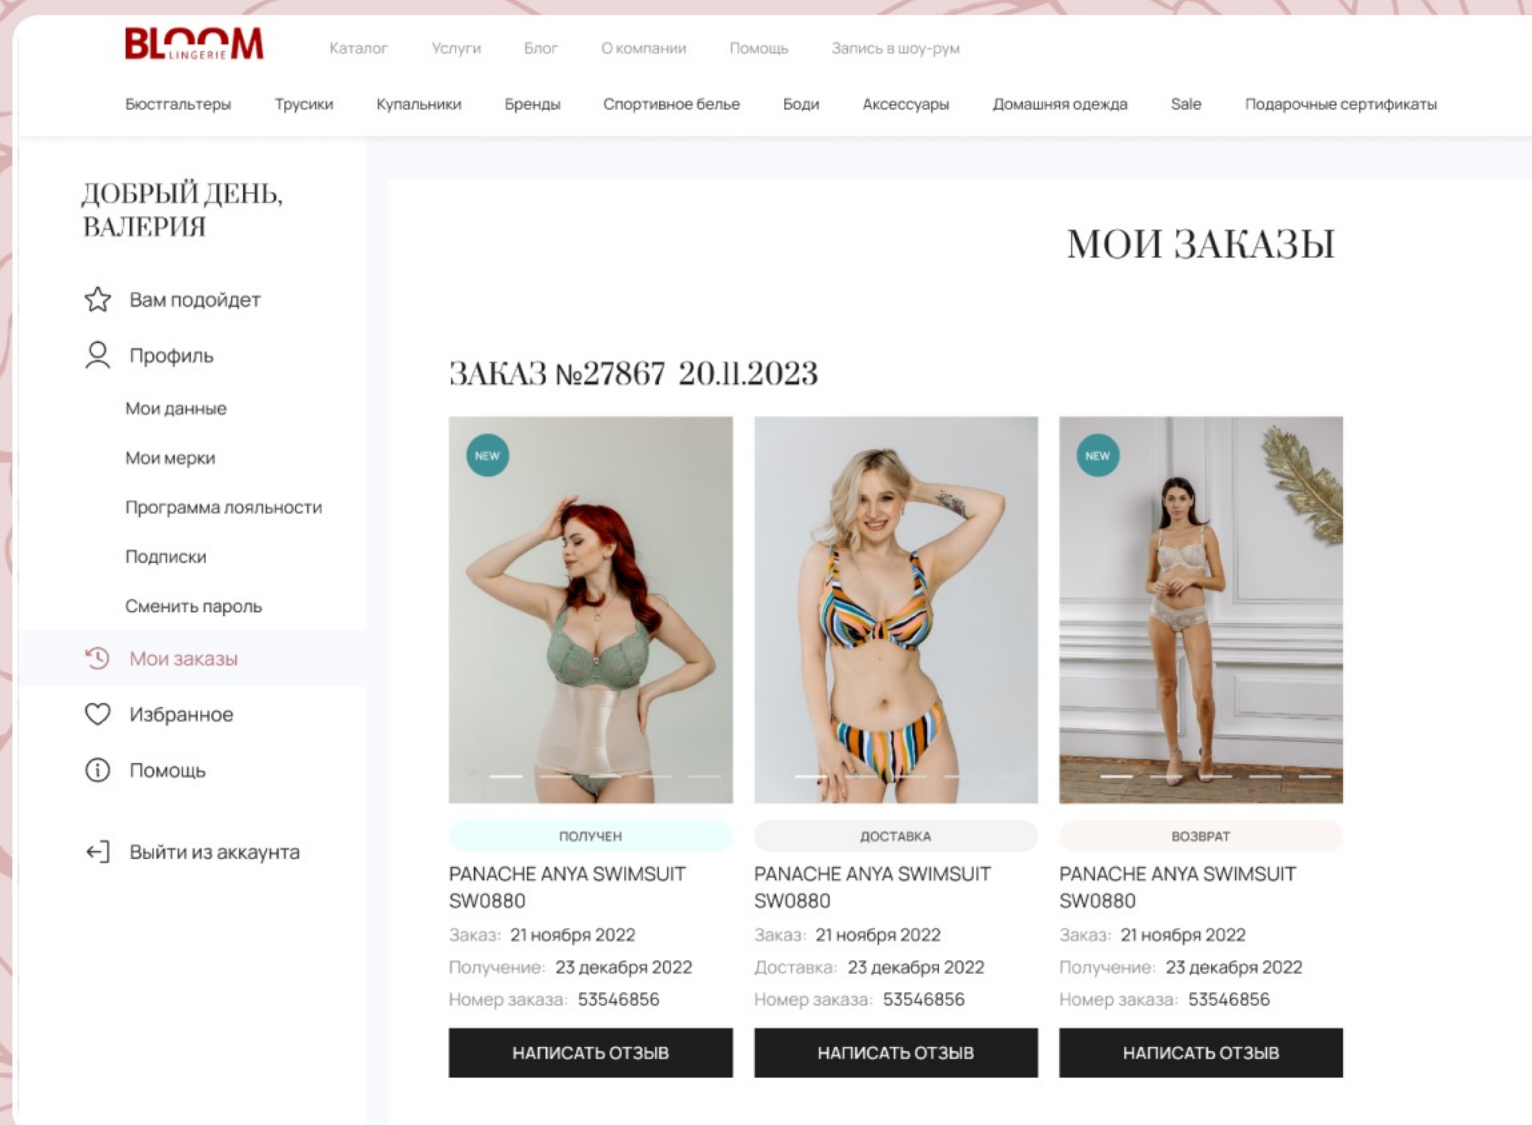 BLOOM
LINGERIE
Каталог Услуги Блог О компании Помощь Запись в шоу-рум
Бюстгальтеры Трусики Купальники Бренды Спортивное белье Боди Аксессуары Домашняя одежда Sale Подарочные сертификаты
ДОБРЫЙ ДЕНЬ,
ВАЛЕРИЯ
Вам подойдет
Профиль
Мои данные
Мои мерки
Программа лояльности
Подписки
Сменить пароль
Мои заказы
Избранное
Помощь
Выйти из аккаунта
МОИ ЗАКАЗЫ
ЗАКАЗ №27867 20.11.2023
NEW
ПОЛУЧЕН
PANACHE ANYA SWIMSUIT
SW0880
Заказ: 21 ноября 2022
Получение: 23 декабря 2022
Номер заказа: 53546856
НАПИСАТЬ ОТЗЫВ
ДОСТАВКА
PANACHE ANYA SWIMSUIT
SW0880
Заказ: 21 ноября 2022
Доставка: 23 декабря 2022
Номер заказа: 53546856
НАПИСАТЬ ОТЗЫВ
NEW
ВОЗВРАТ
PANACHE ANYA SWIMSUIT
SW0880
Заказ: 21 ноября 2022
Получение: 23 декабря 2022
Номер заказа: 53546856
НАПИСАТЬ ОТЗЫВ